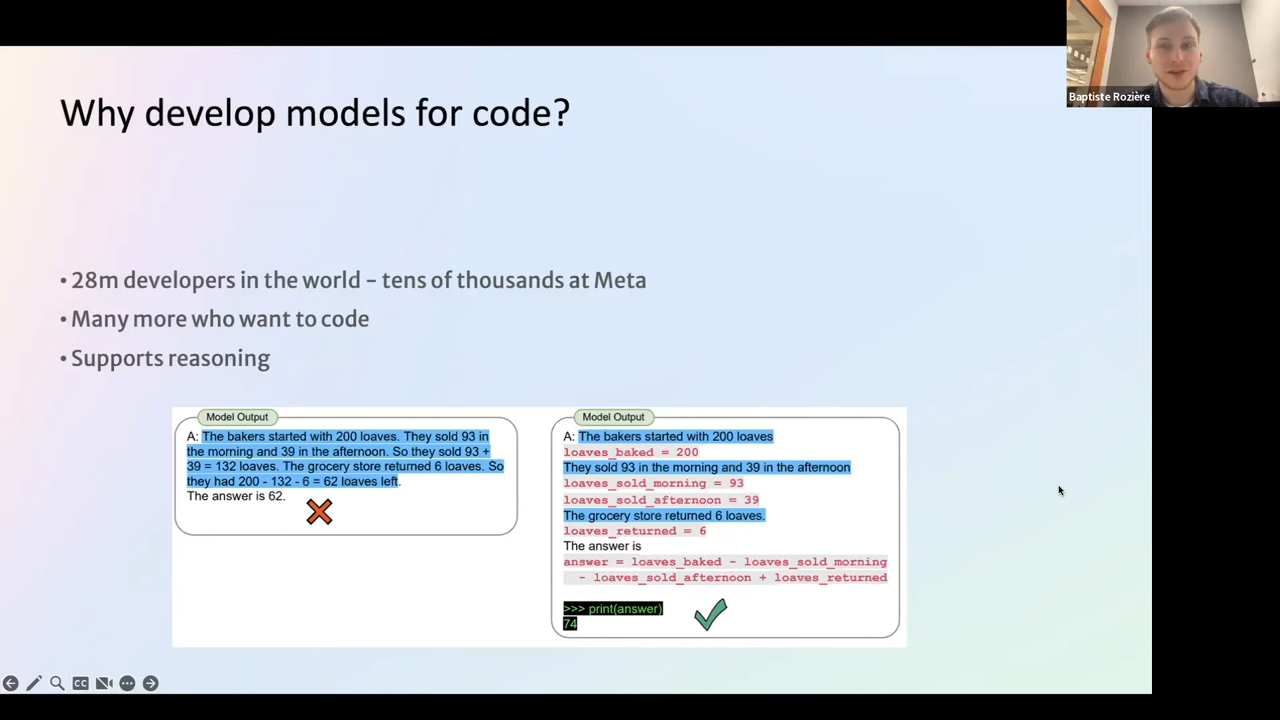 Baptiste Rozière
Why develop models for code?
• 28m developers in the world – tens of thousands at Meta
• Many more who want to code
• Supports reasoning
Model Output
A: The bakers started with 200 loaves. They sold 93 in
the morning and 39 in the afternoon. So they sold 93 +
39 = 132 loaves. The grocery store returned 6 loaves. So
they had 200 - 132 - 6 = 62 loaves left.
The answer is 62.
Model Output
A: The bakers started with 200 loaves
loaves_baked = 200
They sold 93 in the morning and 39 in the afternoon
loaves_sold_morning = 93
loaves_sold_afternoon = 39
The grocery store returned 6 loaves.
loaves_returned = 6
The answer is
answer = loaves_baked - loaves_sold_morning
- loaves_sold_afternoon + loaves_returned
>>> print(answer)
74
CC